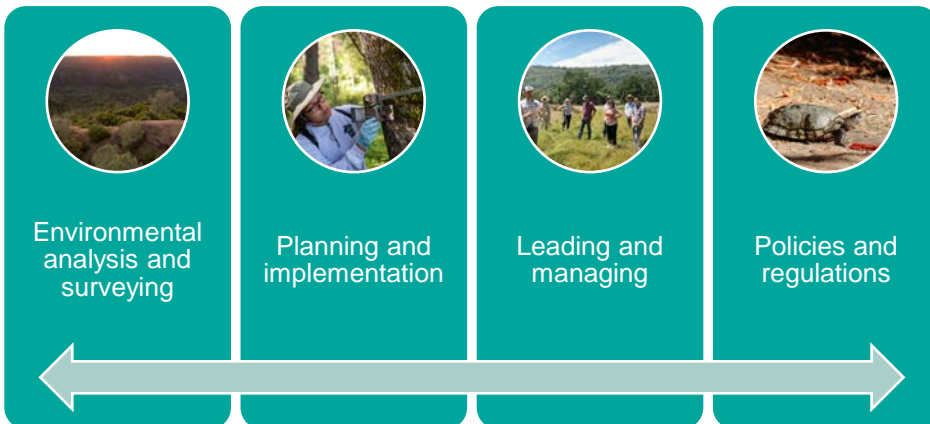 Environmental
analysis and
surveying
Planning and
implementation
Leading and
managing
Policies and
regulations